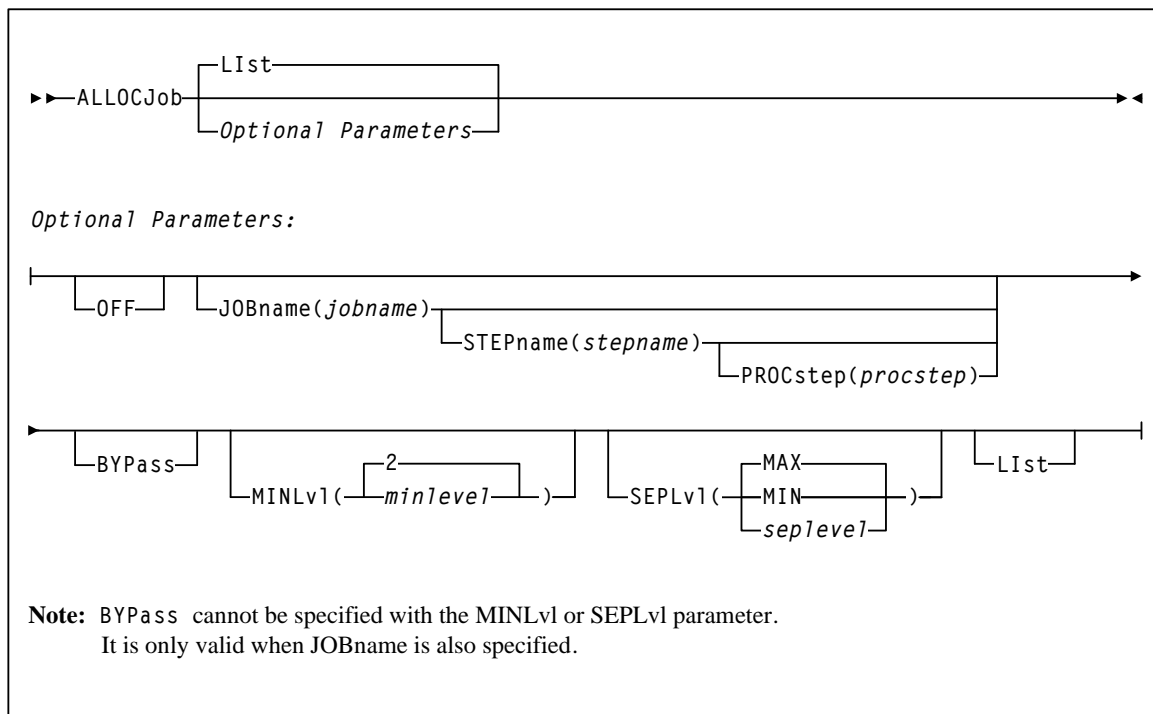 LIst
ALLOCJob
Optional Parameters
Optional Parameters:
OFF JOBname(jobname)
STEPname(stepname)
PROCstep(procstep)
BYPass 2 MAX LIst
MINLvl( minlevel ) SEPLvl( MIN )
seplevel
Note: BYPass cannot be specified with the MINLvl or SEPLvl parameter.
It is only valid when JOBname is also specified.